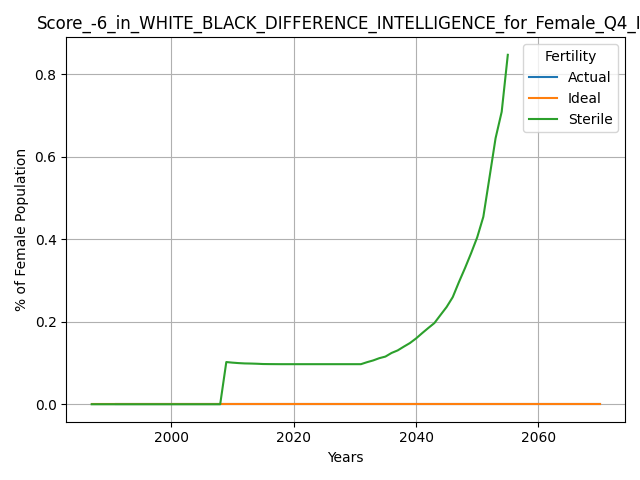 Score_-6_in_WHITE_BLACK_DIFFERENCE_INTELLIGENCE_for_Female_Q4_
Fertility
Actual
Ideal
Sterile
% of Female Population
0.8
0.6
0.4
0.2
0.0
2000 2020 2040 2060
Years